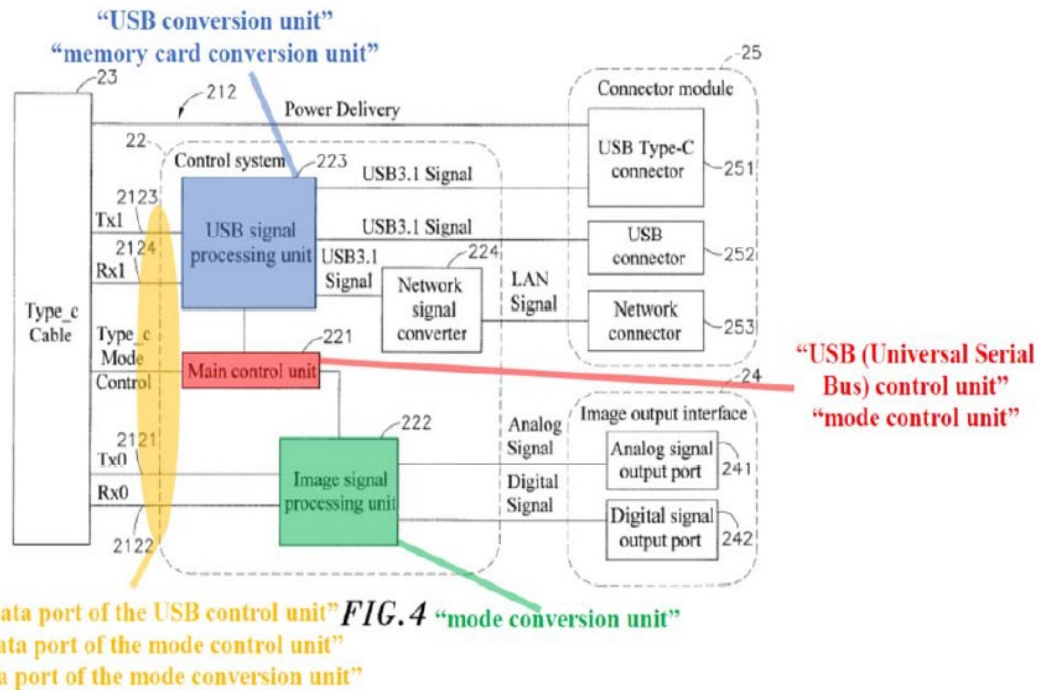 “USB conversion unit”
“memory card conversion unit”
23
212
Power Delivery
25
Connector module
22
Control system
223
USB3.1 Signal
USB Type-C
connector
251
2123
Tx1
USB signal
processing unit
USB3.1 Signal
USB
connector
252
2124
Rx1
USB3.1
Signal
224
Network
signal
converter
LAN
Signal
Network
connector
253
Type_c
Cable
Type_c
Mode
Control
221
Main control unit
“USB (Universal Serial
Bus) control unit”
“mode control unit”
24
Image output interface
2121
Tx0
222
Analog
Signal
Analog signal
output port
241
Rx0
Image signal
processing unit
Digital
Signal
Digital signal
output port
242
2122
ata port of the USB control unit”
FIG.4
“mode conversion unit”
ata port of the mode control unit”
a port of the mode conversion unit”